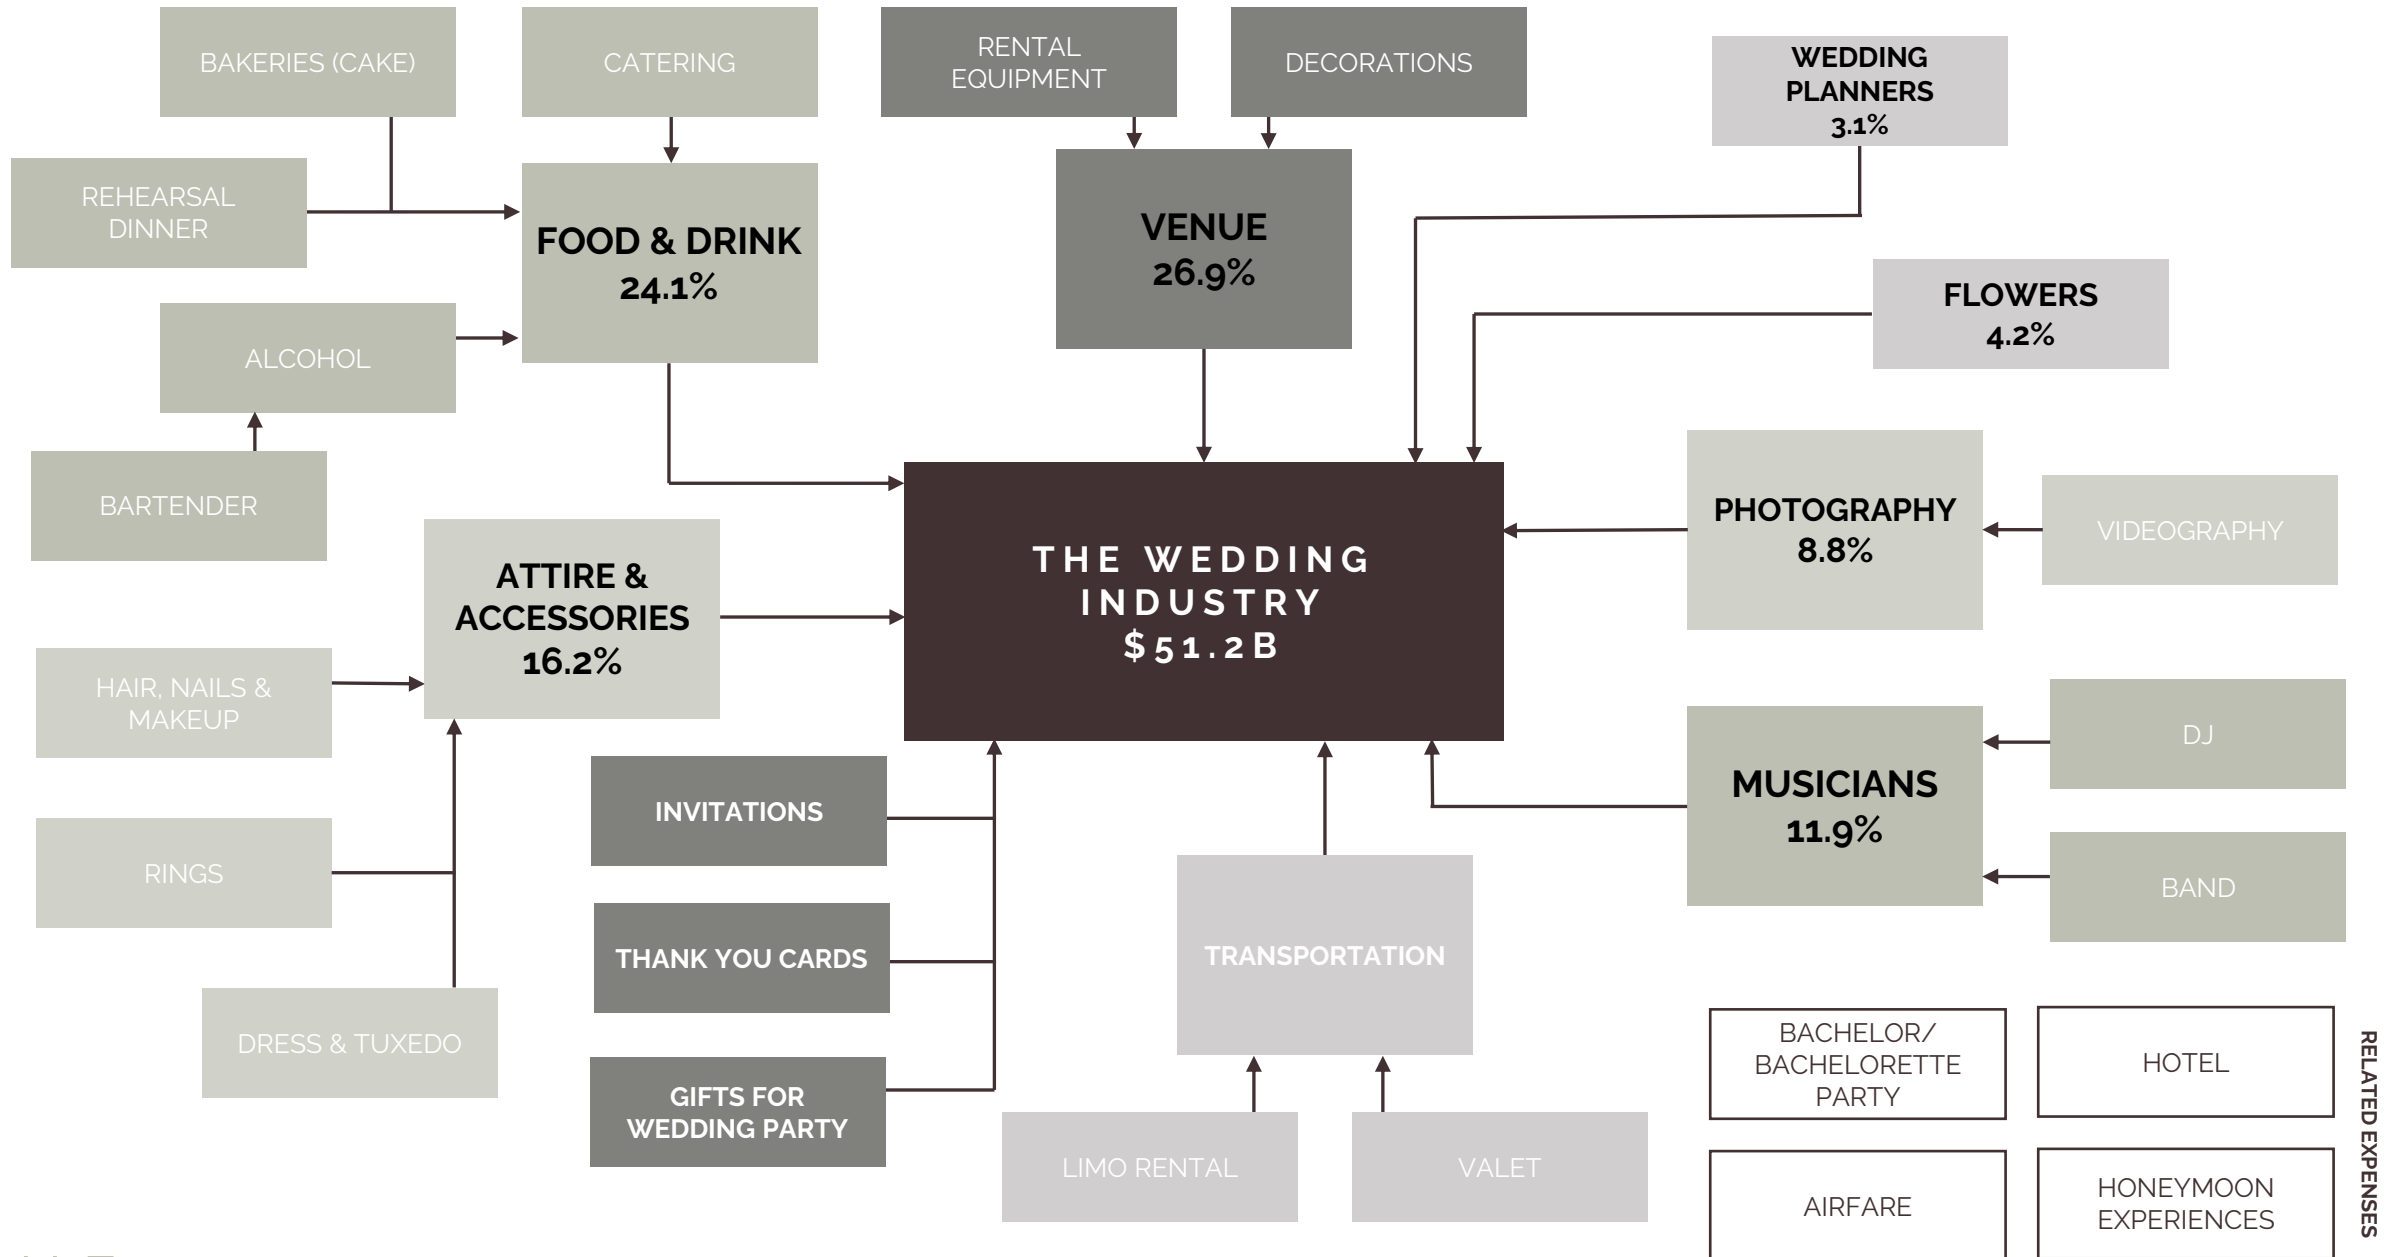 BAKERIES (CAKE)
CATERING
RENTAL
EQUIPMENT
DECORATIONS
WEDDING
PLANNERS
3.1%
REHEARSAL
DINNER
FOOD & DRINK
24.1%
VENUE
26.9%
FLOWERS
4.2%
ALCOHOL
BARTENDER
ATTIRE &
ACCESSORIES
16.2%
THE WEDDING
INDUSTRY
$51.2B
PHOTOGRAPHY
8.8%
VIDEOGRAPHY
HAIR, NAILS &
MAKEUP
RINGS
DRESS & TUXEDO
INVITATIONS
THANK YOU CARDS
GIFTS FOR
WEDDING PARTY
TRANSPORTATION
LIMO RENTAL
VALET
MUSICIANS
11.9%
DJ
BAND
BACHELOR/
BACHELORETTE
PARTY
HOTEL
AIRFARE
HONEYMOON
EXPERIENCES
RELATED EXPENSES